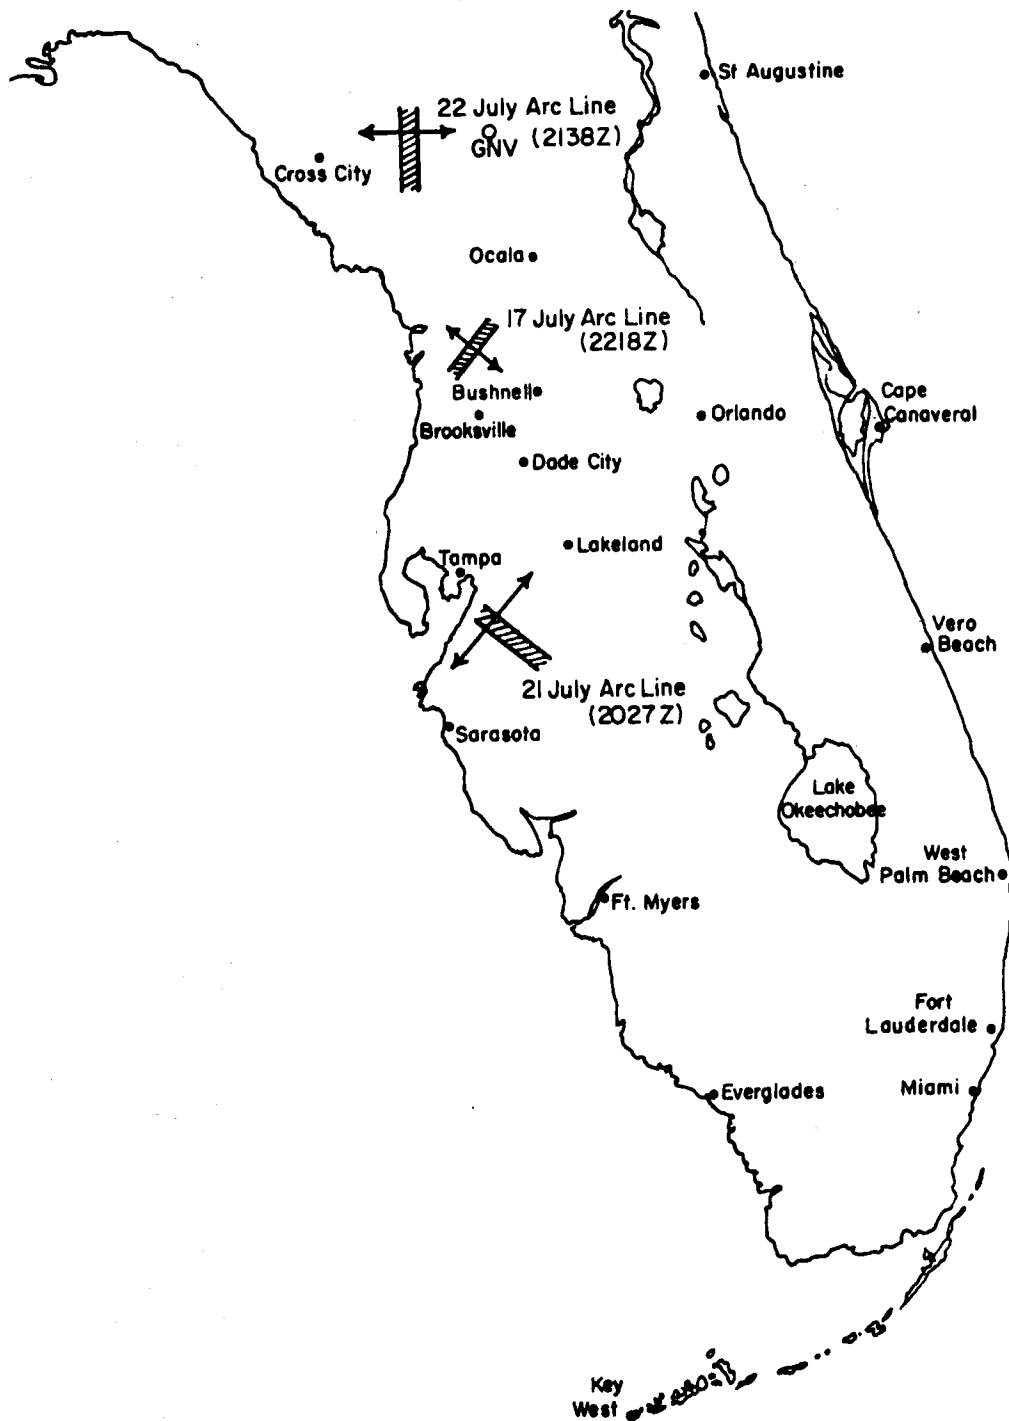 St Augustine
22 July Arc Line
(2138Z)
GNV
Cross City
Ocala
17 July Arc Line
(2218Z)
Bushnell
Brooksville
Orlando
Cape
Canaveral
Dade City
Lakeland
Tampa
Vero
Beach
21 July Arc Line
(2027Z)
Sarasota
Lake
Okeechobee
West
Palm Beach
Ft. Myers
Fort
Lauderdale
Everglades
Miami
Key
West